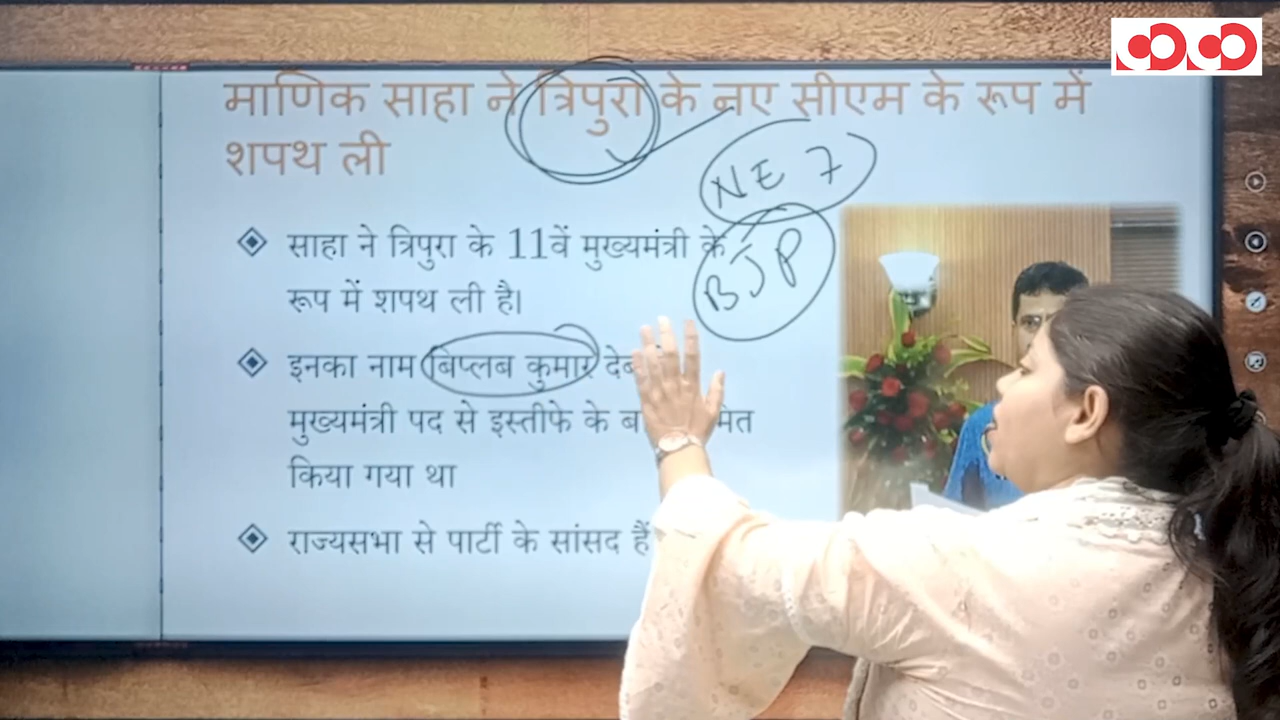 माणिक साहा ने त्रिपुरा के नए सीएम के रूप में
शपथ ली
NE 7
साहा ने त्रिपुरा के 11वें मुख्यमंत्री के
रूप में शपथ ली है।
BJP
इनका नाम बिप्लब कुमार
मुख्यमंत्री पद से इस्तीफे के
किया गया था
राज्यसभा से पार्टी के सांसद हैं